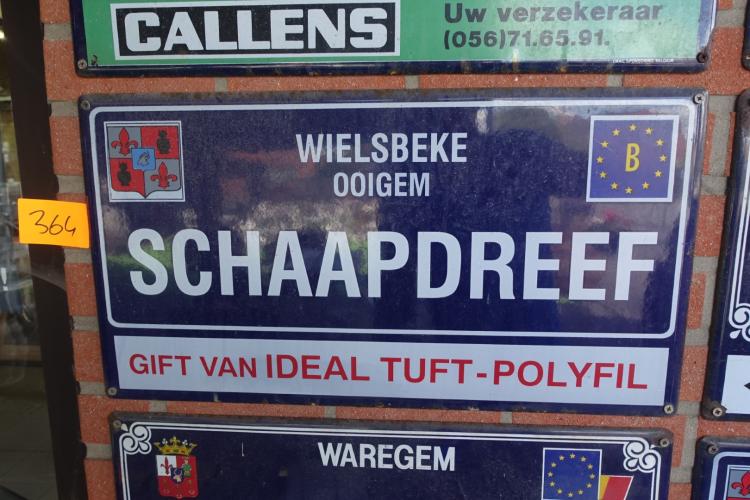 CALLENS
Uw verzekeraar
(056)71.65.91.
364
WIELSBEKE
OOIGEM
B
SCHAAPDREEF
GIFT VAN IDEAL TUFT-POLYFIL
WAREGEM